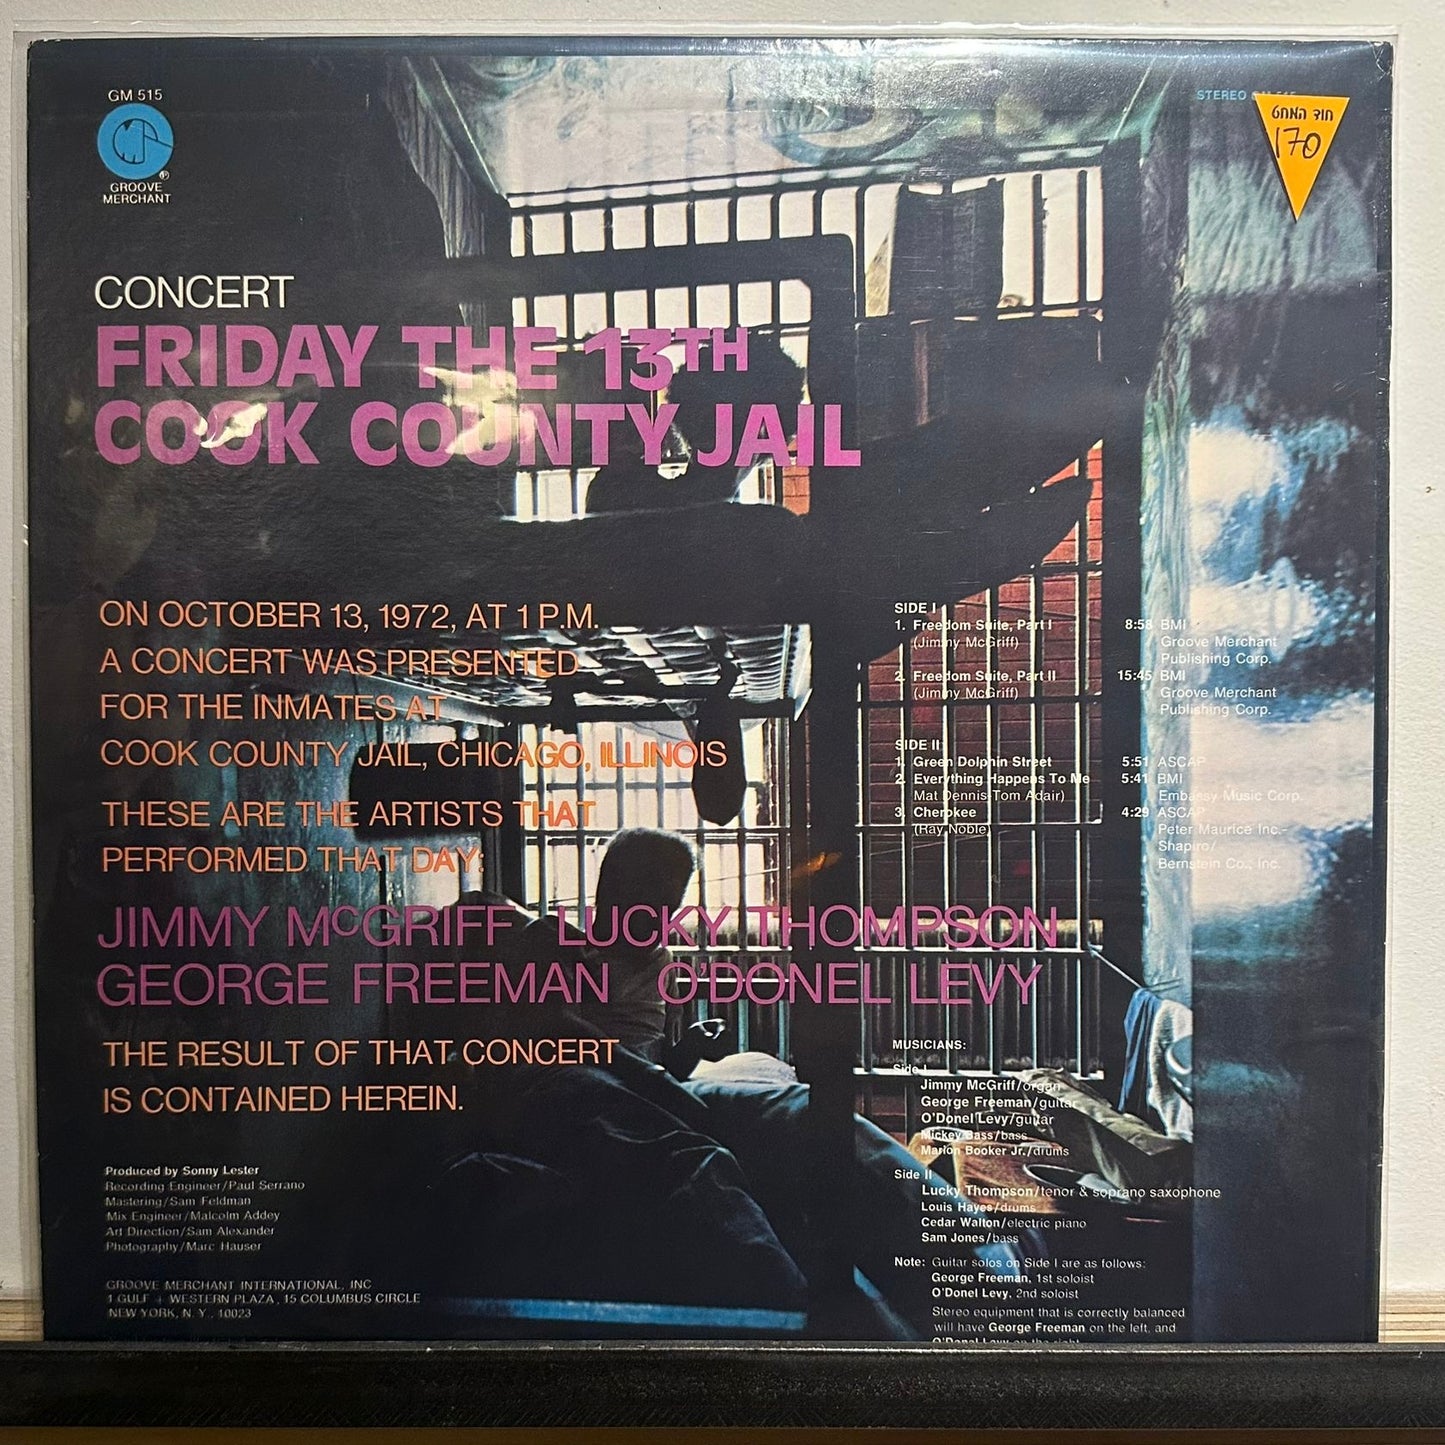 GM 515
GROOVE
MERCHANT
STEREO
חוד המחט
170
CONCERT
FRIDAY THE 13TH
COOK COUNTY JAIL
ON OCTOBER 13, 1972, AT 1 P.M.
A CONCERT WAS PRESENTED
FOR THE INMATES AT
COOK COUNTY JAIL, CHICAGO, ILLINOIS
THESE ARE THE ARTISTS THAT
PERFORMED THAT DAY:
JIMMY McGRIFF LUCKY THOMPSON
GEORGE FREEMAN O'DONEL LEVY
THE RESULT OF THAT CONCERT
IS CONTAINED HEREIN.
Produced by Sonny Lester
Recording Engineer/Paul Serrano
Mastering/Sam Feldman
Mix Engineer/Malcolm Addey
Art Direction/Sam Alexander
Photography/Marc Hauser
GROOVE MERCHANT INTERNATIONAL, INC
1 GULF + WESTERN PLAZA, 15 COLUMBUS CIRCLE
NEW YORK, N.Y. 10023
SIDE I
1. Freedom Suite, Part I 8:58 BMI
(Jimmy McGriff) Groove Merchant
Publishing Corp.
2. Freedom Suite, Part II 15:45 BMI
(Jimmy McGriff) Groove Merchant
Publishing Corp.
SIDE II
1. Green Dolphin Street 5:51 ASCAP
2. Everything Happens To Me 5:41 BMI
Mat Dennis-Tom Adair) Embassy Music Corp.
3. Cherokee 4:29 ASCAP
(Ray Noble) Peter Maurice Inc.-
Shapiro/
Bernstein Co., Inc.
MUSICIANS:
Side I
Jimmy McGriff/organ
George Freeman/guitar
O'Donel Levy/guitar
Mickey Bass/bass
Marion Booker Jr./drums
Side II
Lucky Thompson/tenor & soprano saxophone
Louis Hayes/drums
Cedar Walton/electric piano
Sam Jones/bass
Note: Guitar solos on Side I are as follows:
George Freeman, 1st soloist
O'Donel Levy, 2nd soloist
Stereo equipment that is correctly balanced
will have George Freeman on the left, and
O'Donel Levy on the right